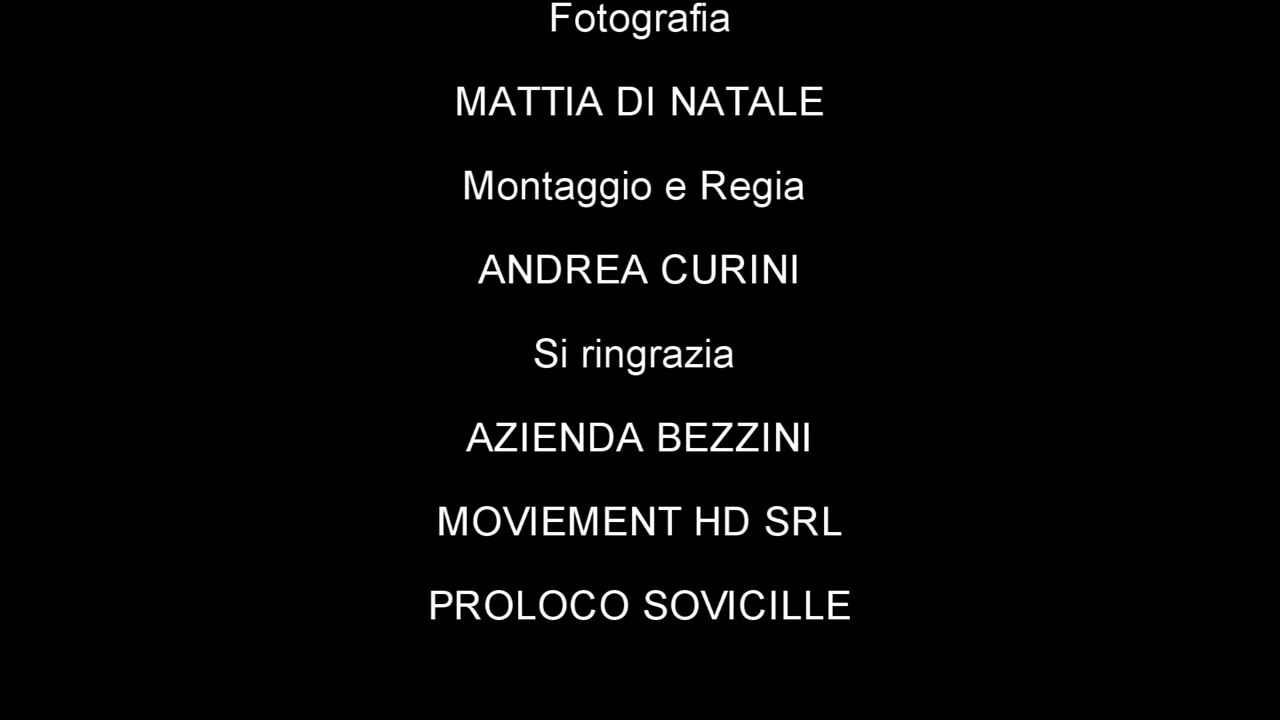 Fotografia
MATTIA DI NATALE
Montaggio e Regia
ANDREA CURINI
Si ringrazia
AZIENDA BEZZINI
MOVIEMENT HD SRL
PROLOCO SOVICILLE